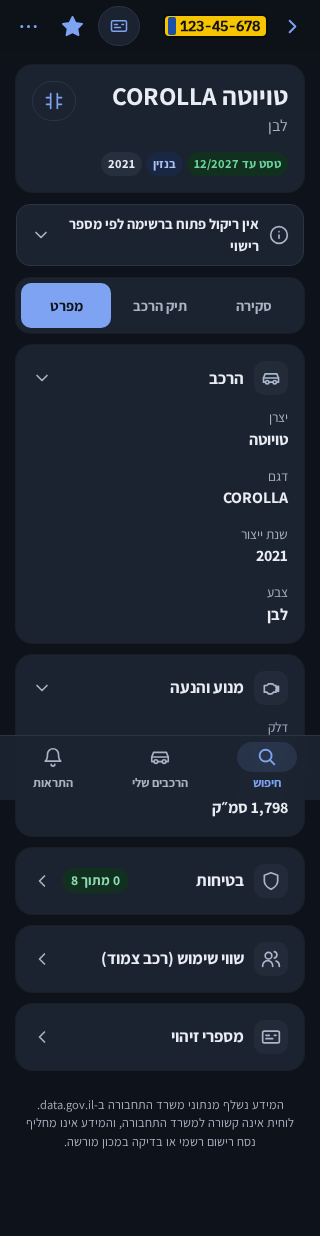 123-45-678
טויוטה COROLLA
לבן
טסט עד 12/2027 בנזין 2021
אין ריקול פתוח ברשימה לפי מספר
רישוי
סקירה תיק הרכב מפרט
הרכב
יצרן
טויוטה
דגם
COROLLA
שנת ייצור
2021
צבע
לבן
מנוע והנעה
דלק
חיפוש הרכבים שלי התראות
1,798 סמ״ק
בטיחות 0 מתוך 8
שווי שימוש (רכב צמוד)
מספרי זיהוי
המידע נשלף מנתוני משרד התחבורה ב-data.gov.il.
לוחית אינה קשורה למשרד התחבורה, והמידע אינו מחליף
נסח רישום רשמי או בדיקה במכון מורשה.